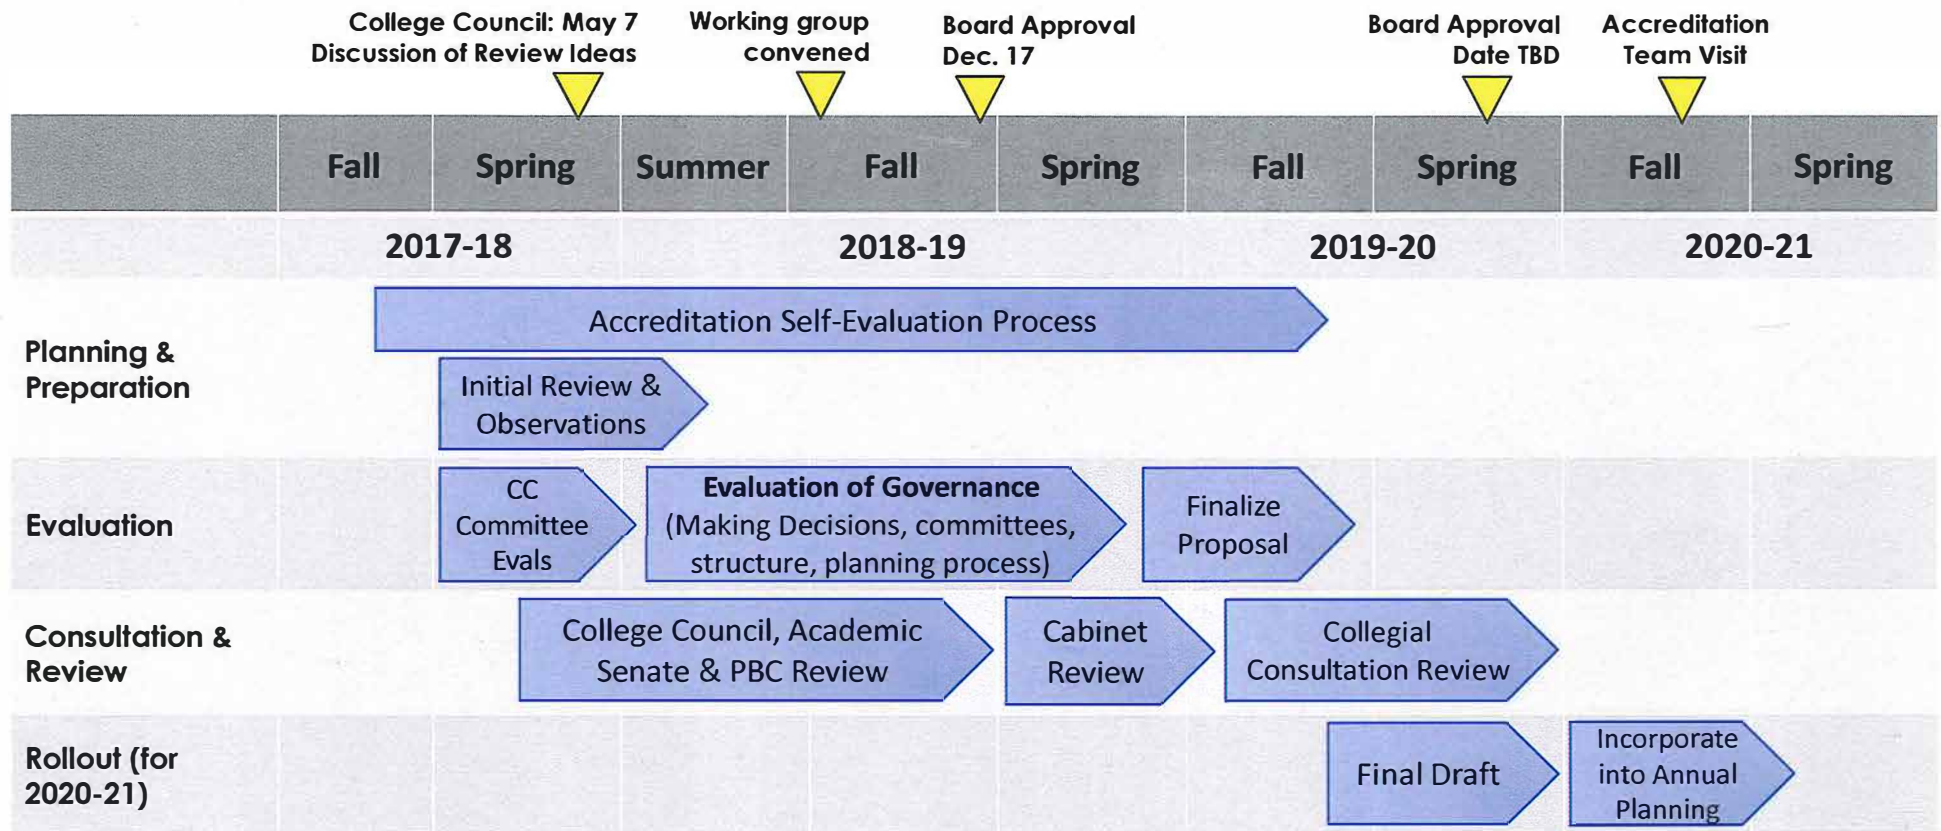 College Council: May 7
Discussion of Review Ideas
Working group
convened
Board Approval
Dec. 17
Board Approval
Date TBD
Accreditation
Team Visit
Fall
Spring
Summer
Fall
Spring
Fall
Spring
Fall
Spring
2017-18
2018-19
2019-20
2020-21
Planning &
Preparation
Accreditation Self-Evaluation Process
Initial Review &
Observations
Evaluation
CC
Committee
Evals
Evaluation of Governance
(Making Decisions, committees,
structure, planning process)
Finalize
Proposal
Consultation &
Review
College Council, Academic
Senate & PBC Review
Cabinet
Review
Collegial
Consultation Review
Rollout (for
2020-21)
Final Draft
Incorporate
into Annual
Planning